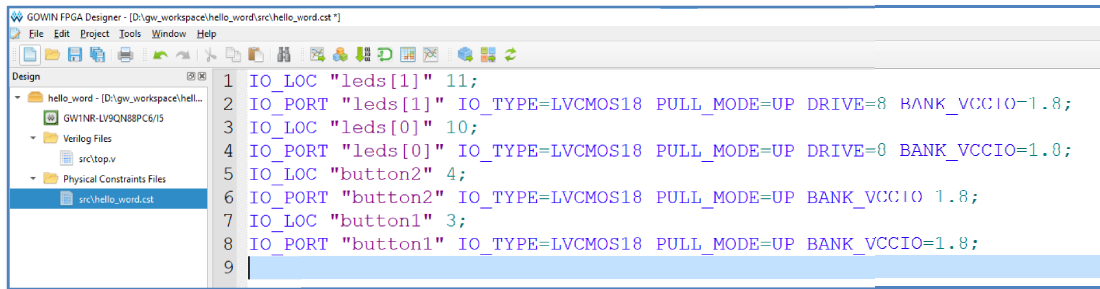 GOWIN FPGA Designer - [D:\gw_workspace\hello_word\src\hello_word.cst *]
File Edit Project Tools Window Help
Design
hello_word - [D:\gw_workspace\hell...
GW1NR-LV9QN88PC6/I5
Verilog Files
src\top.v
Physical Constraints Files
src\hello_word.cst
1 IO_LOC "leds[1]" 11;
2 IO_PORT "leds[1]" IO_TYPE=LVCMOS18 PULL_MODE=UP DRIVE=8 BANK_VCCIO=1.8;
3 IO_LOC "leds[0]" 10;
4 IO_PORT "leds[0]" IO_TYPE=LVCMOS18 PULL_MODE=UP DRIVE=8 BANK_VCCIO=1.8;
5 IO_LOC "button2" 4;
6 IO_PORT "button2" IO_TYPE=LVCMOS18 PULL_MODE=UP BANK_VCCIO 1.8;
7 IO_LOC "button1" 3;
8 IO_PORT "button1" IO_TYPE=LVCMOS18 PULL_MODE=UP BANK_VCCIO=1.8;
9